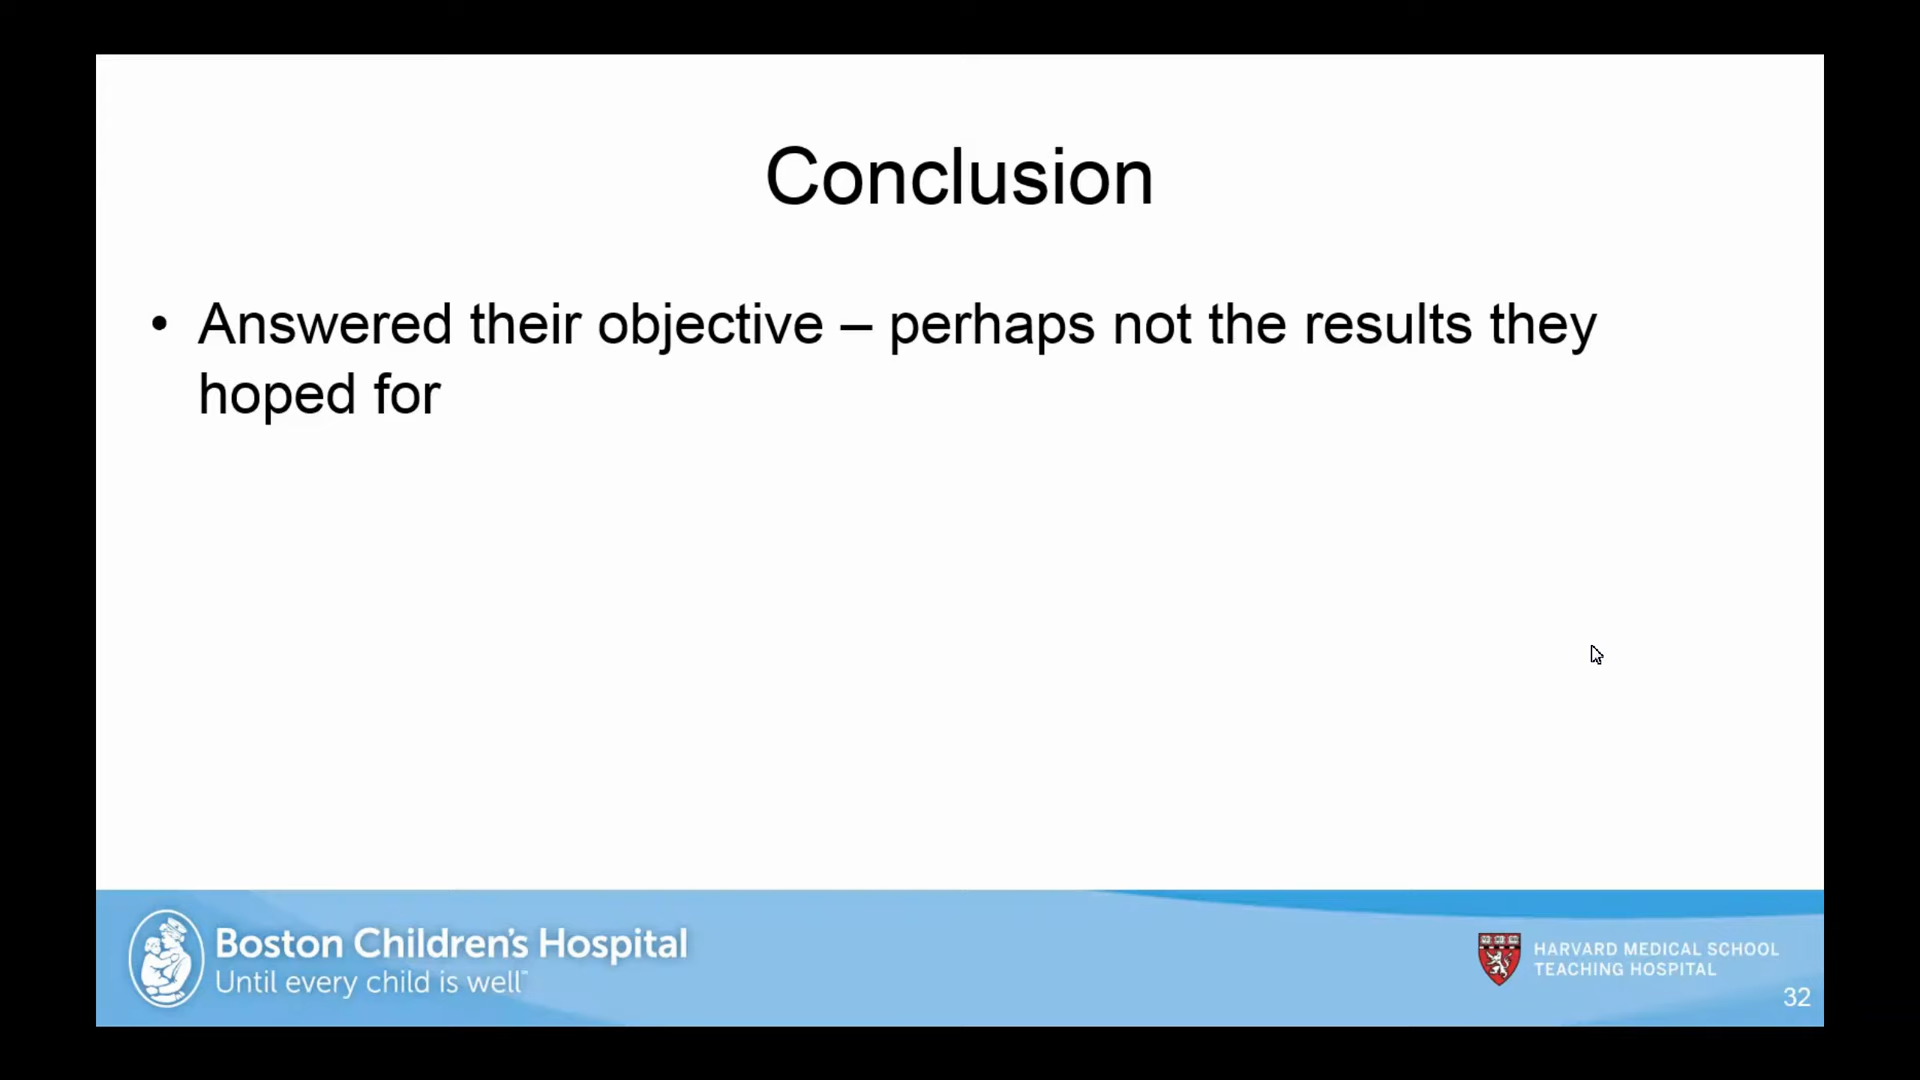 Conclusion
• Answered their objective – perhaps not the results they
hoped for
Boston Children's Hospital
Until every child is well™
HARVARD MEDICAL SCHOOL
TEACHING HOSPITAL
32